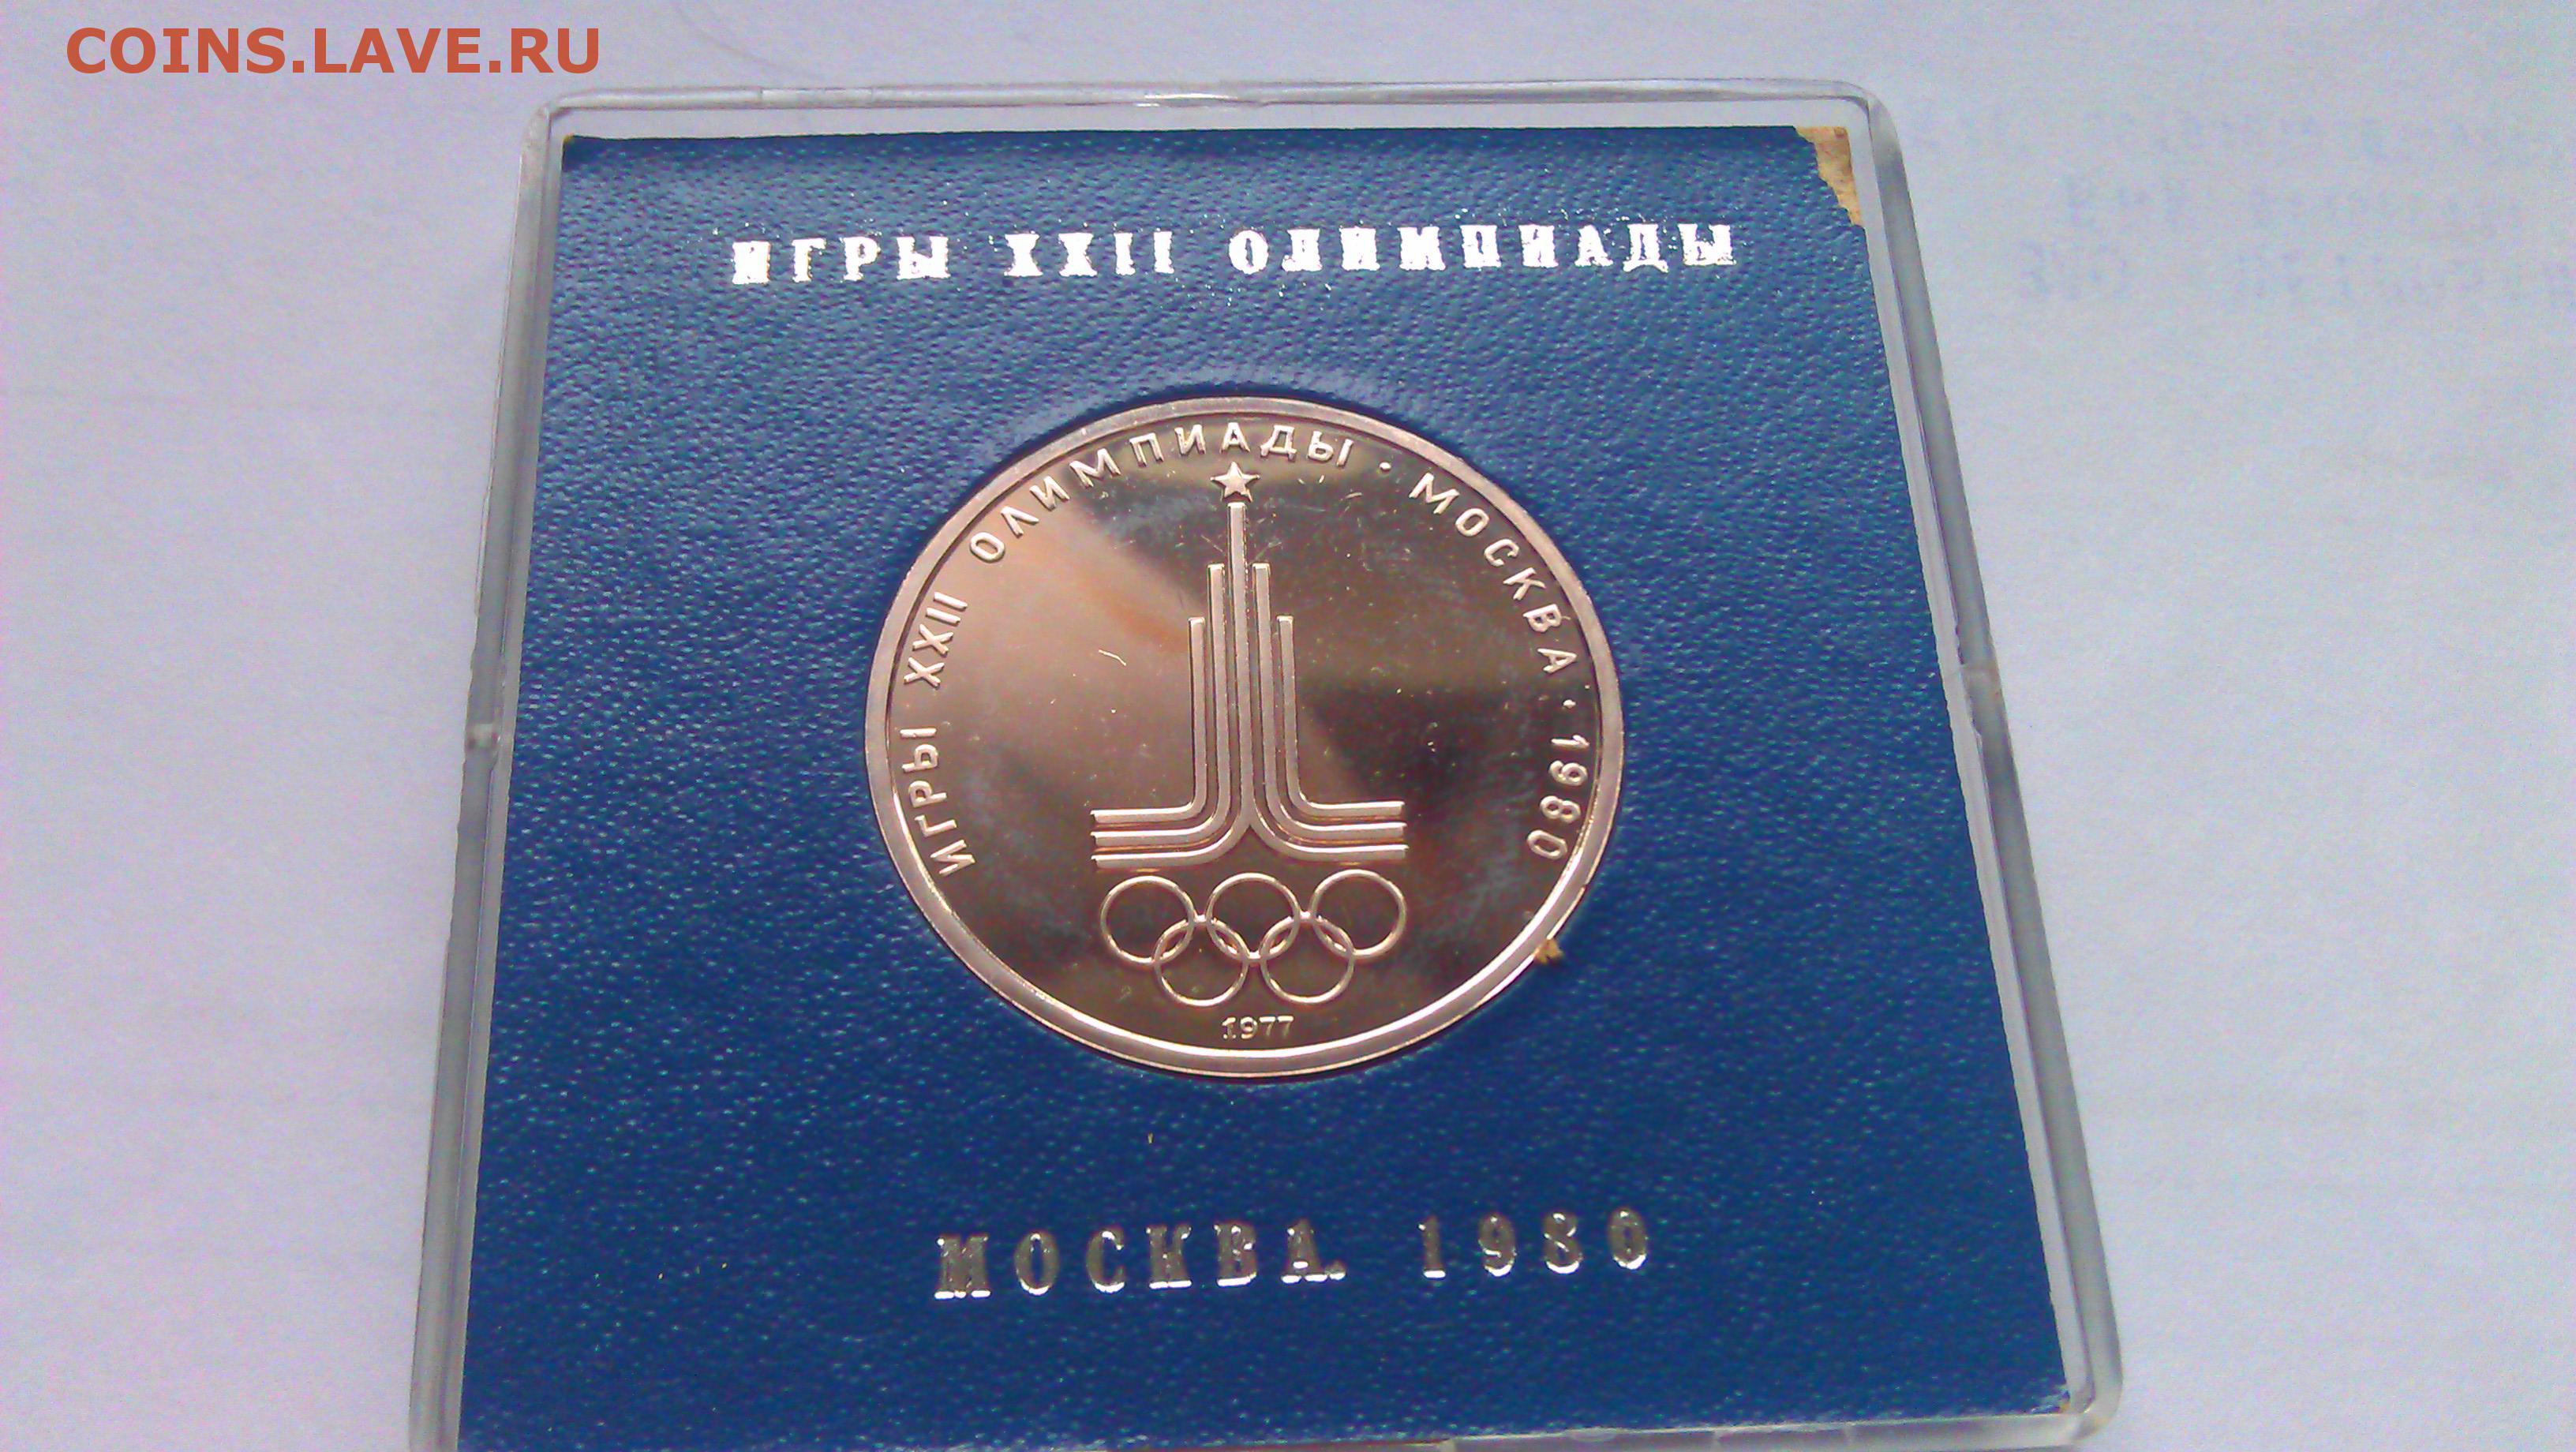 COINS.LAVE.RU
ИГРЫ XXII ОЛИМПИАДЫ
ИГРЫ XXII ОЛИМПИАДЫ · МОСКВА · 1980
1977
МОСКВА. 1980